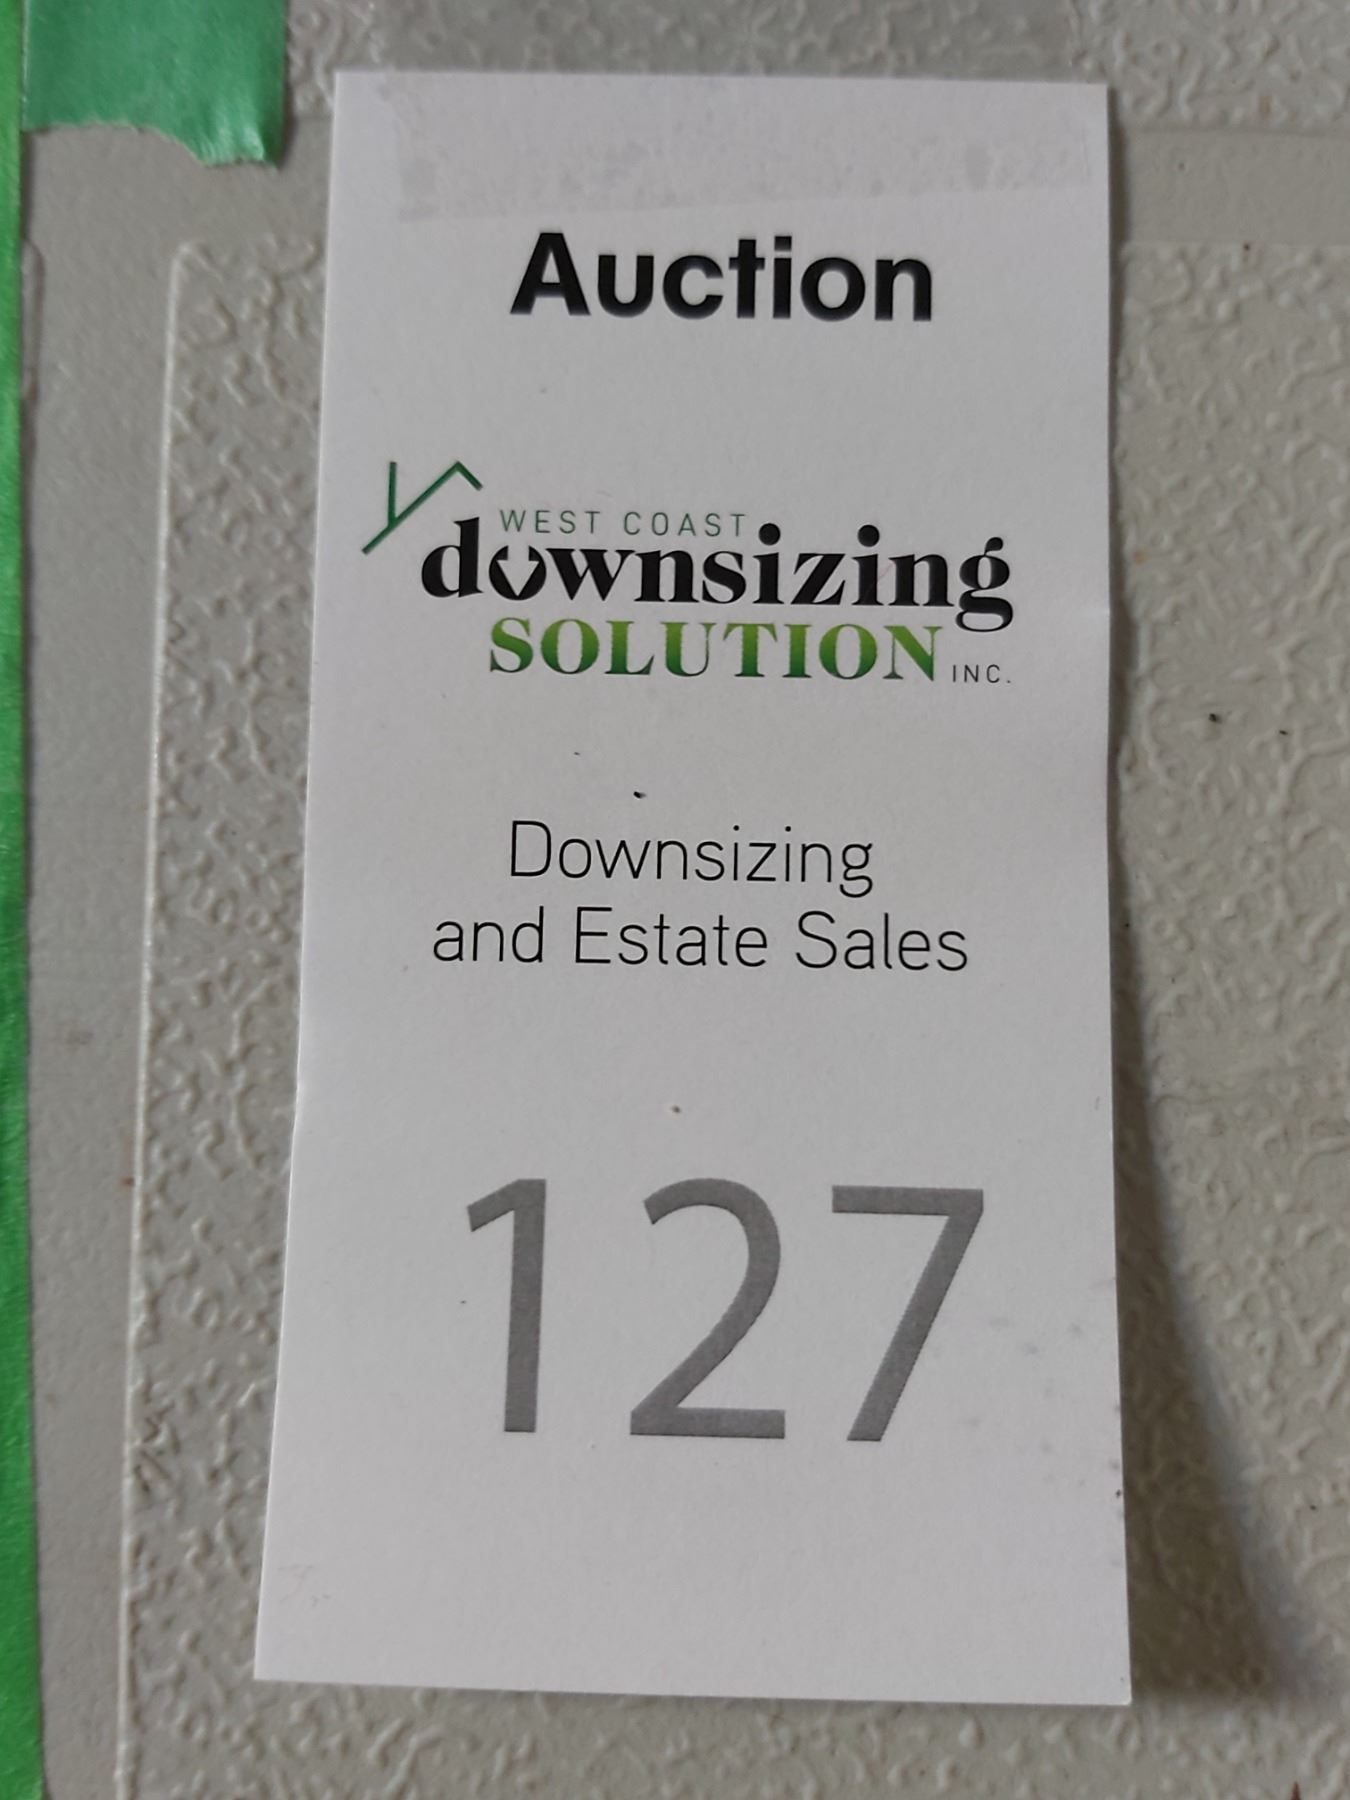 Auction
WEST COAST
downsizing
SOLUTION INC.
Downsizing
and Estate Sales
127